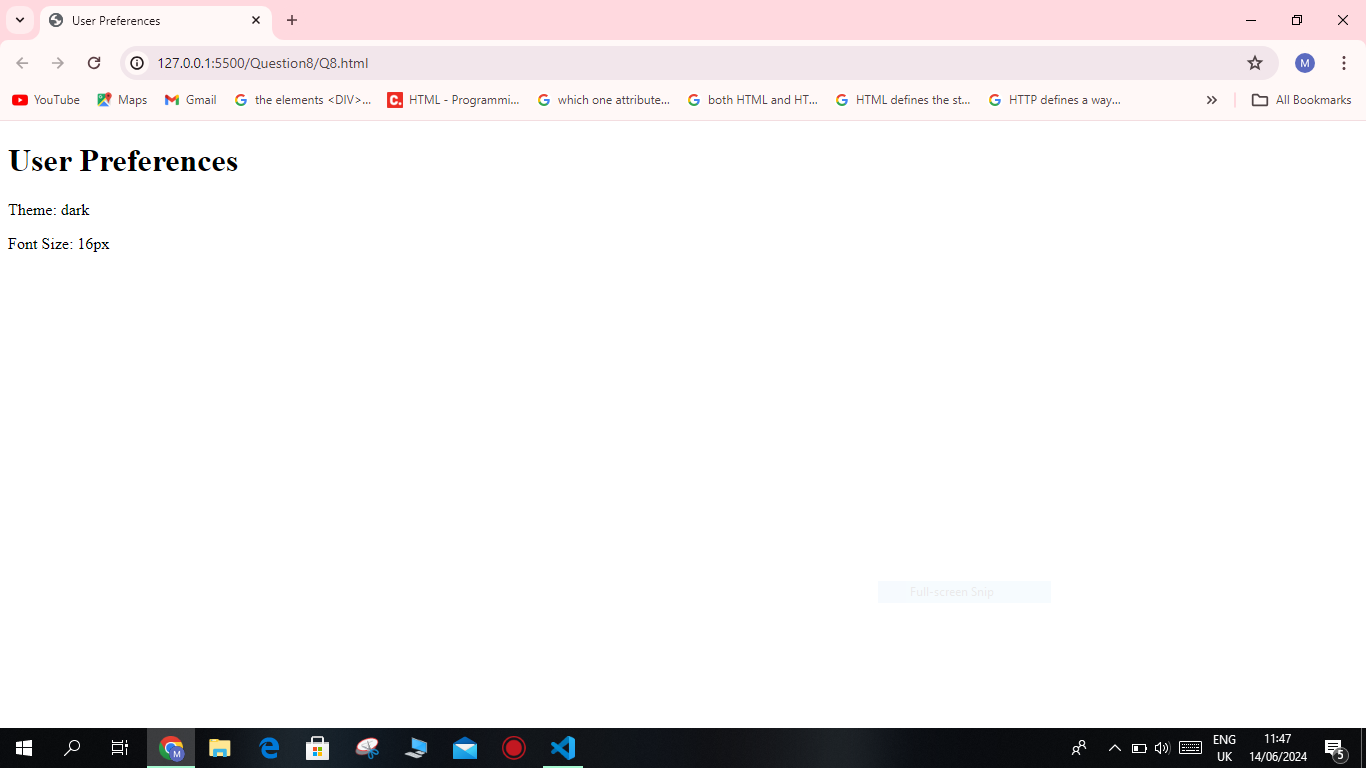 User Preferences
127.0.0.1:5500/Question8/Q8.html
M
YouTube
Maps
Gmail
the elements <DIV>...
C.
HTML - Programmi...
which one attribute...
both HTML and HT...
HTML defines the st...
HTTP defines a way...
All Bookmarks
User Preferences
Theme: dark
Font Size: 16px
Full-screen Snip
M
ENG
UK
11:47
14/06/2024
5